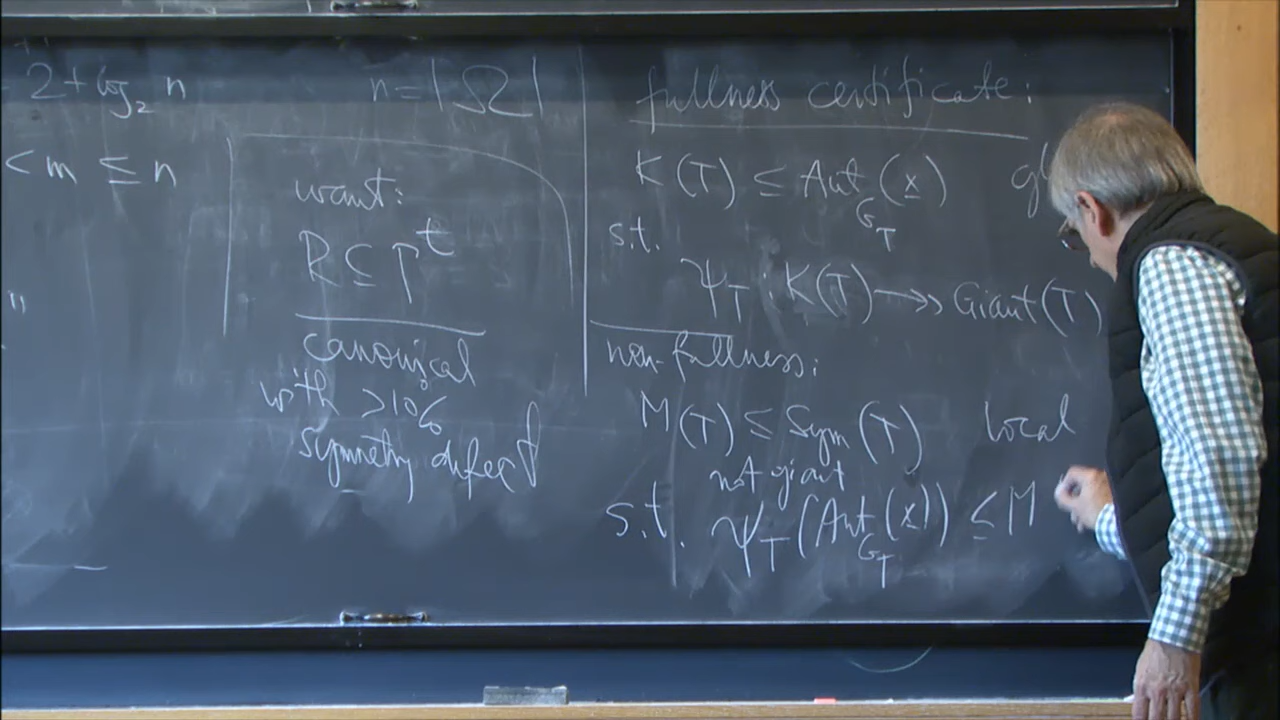 2 + log₂ n
n = |Ω|
< m ≤ n
"
want:
R ⊆ Γᵗ
canonical
with >10%
symmetry defect
fullness certificate:
K(T) ≤ Aut_{G_T}(x)
s.t.
ψ_T : K(T) ↠ Giant(T)
non-fullness:
M(T) ≤ Sym(T) local
not giant
s.t. ψ_T(Aut_{G_T}(x)) ≤ M